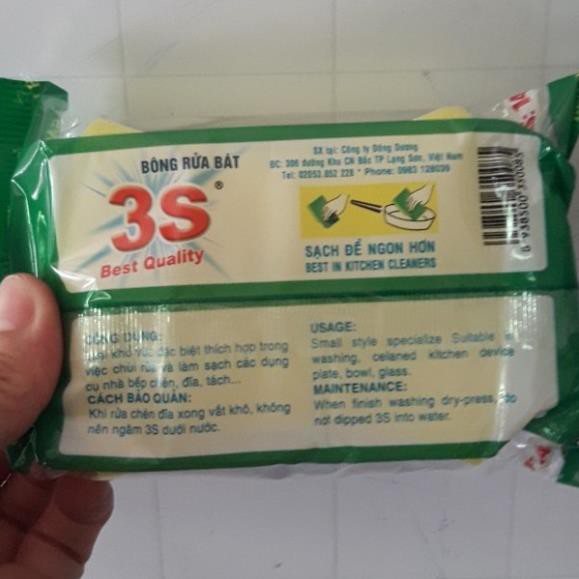 BÔNG RỬA BÁT
3S®
Best Quality
SX tại: Công ty Đông Dương
ĐC: 306 đường Khu CN Bắc TP Lạng Sơn, Việt Nam
Tel: 02053.852 228 * Phone: 0983 128039
SẠCH ĐỂ NGON HƠN
BEST IN KITCHEN CLEANERS
8 938500 330085
CÔNG DỤNG:
khổ đặc biệt thích hợp trong
việc chùi rửa và làm sạch các dụng
cụ nhà bếp chén, đĩa, tách...
CÁCH BẢO QUẢN:
Khi rửa chén đĩa xong vắt khô, không
nên ngâm 3S dưới nước.
USAGE:
Small style specialize Suitable
washing, celaned kitchen device
plate, bowl, glass.
MAINTENANCE:
When finish washing dry-press, do
not dipped 3S into water.